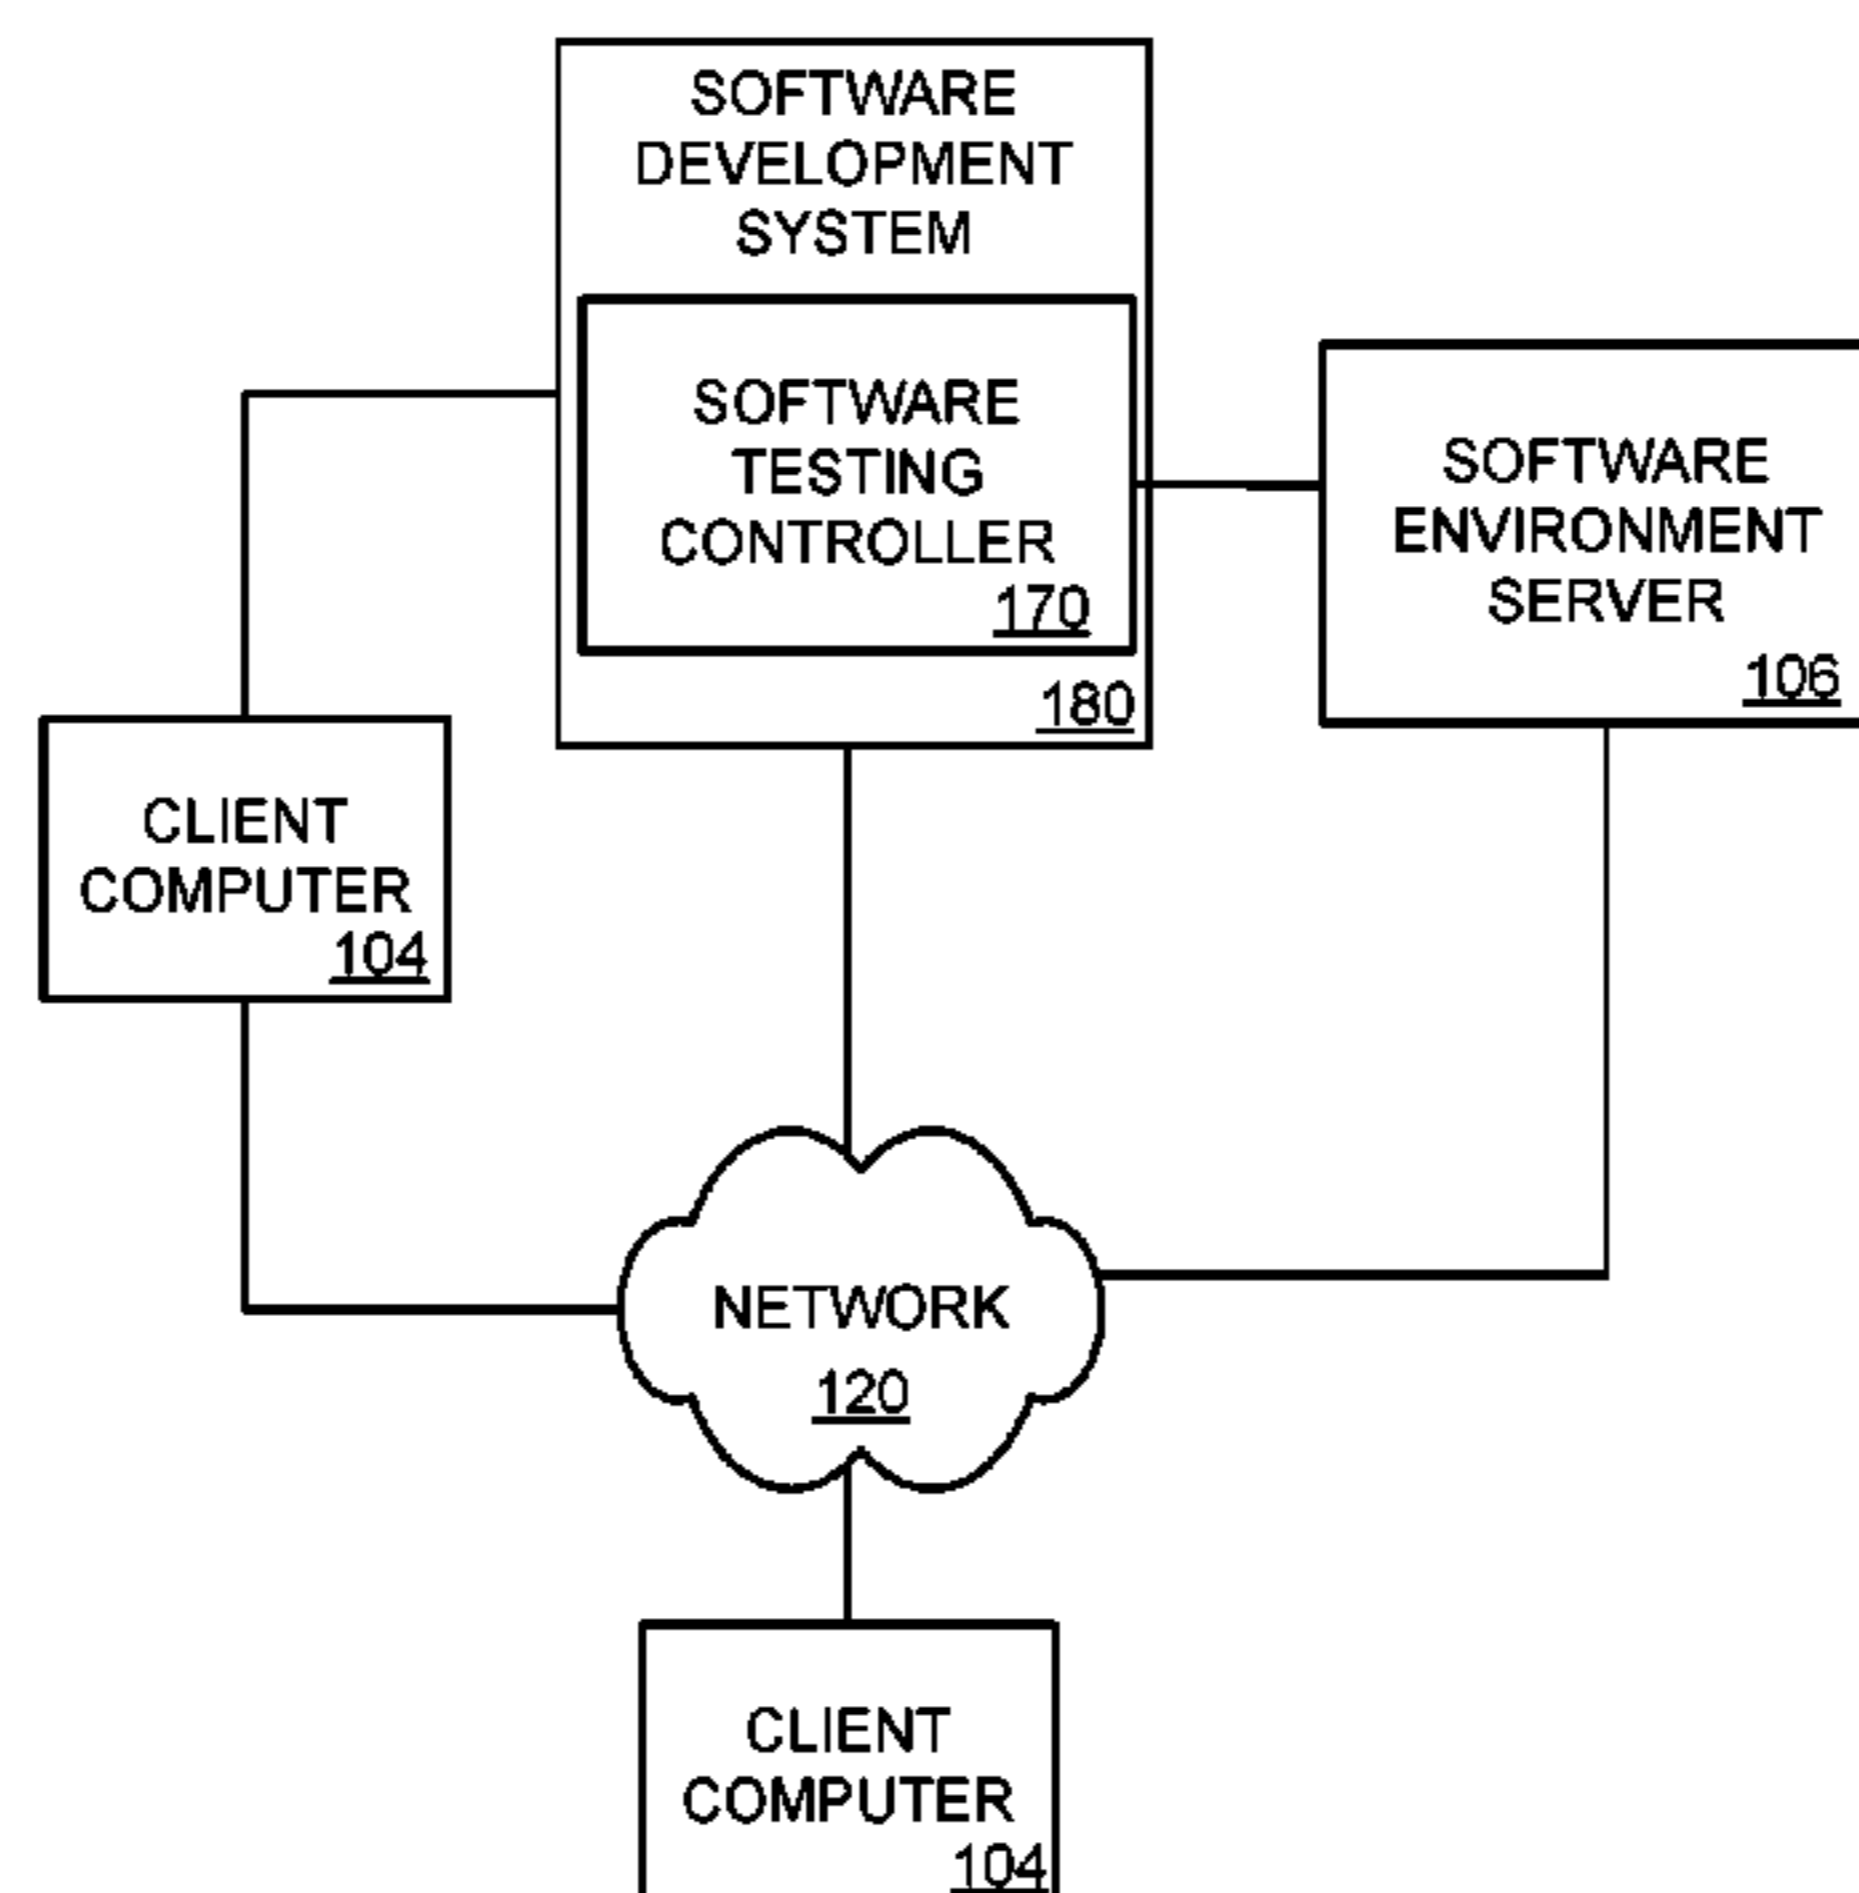 SOFTWARE
DEVELOPMENT
SYSTEM
SOFTWARE
TESTING
CONTROLLER
170
180
SOFTWARE
ENVIRONMENT
SERVER
106
CLIENT
COMPUTER
104
NETWORK
120
CLIENT
COMPUTER
104